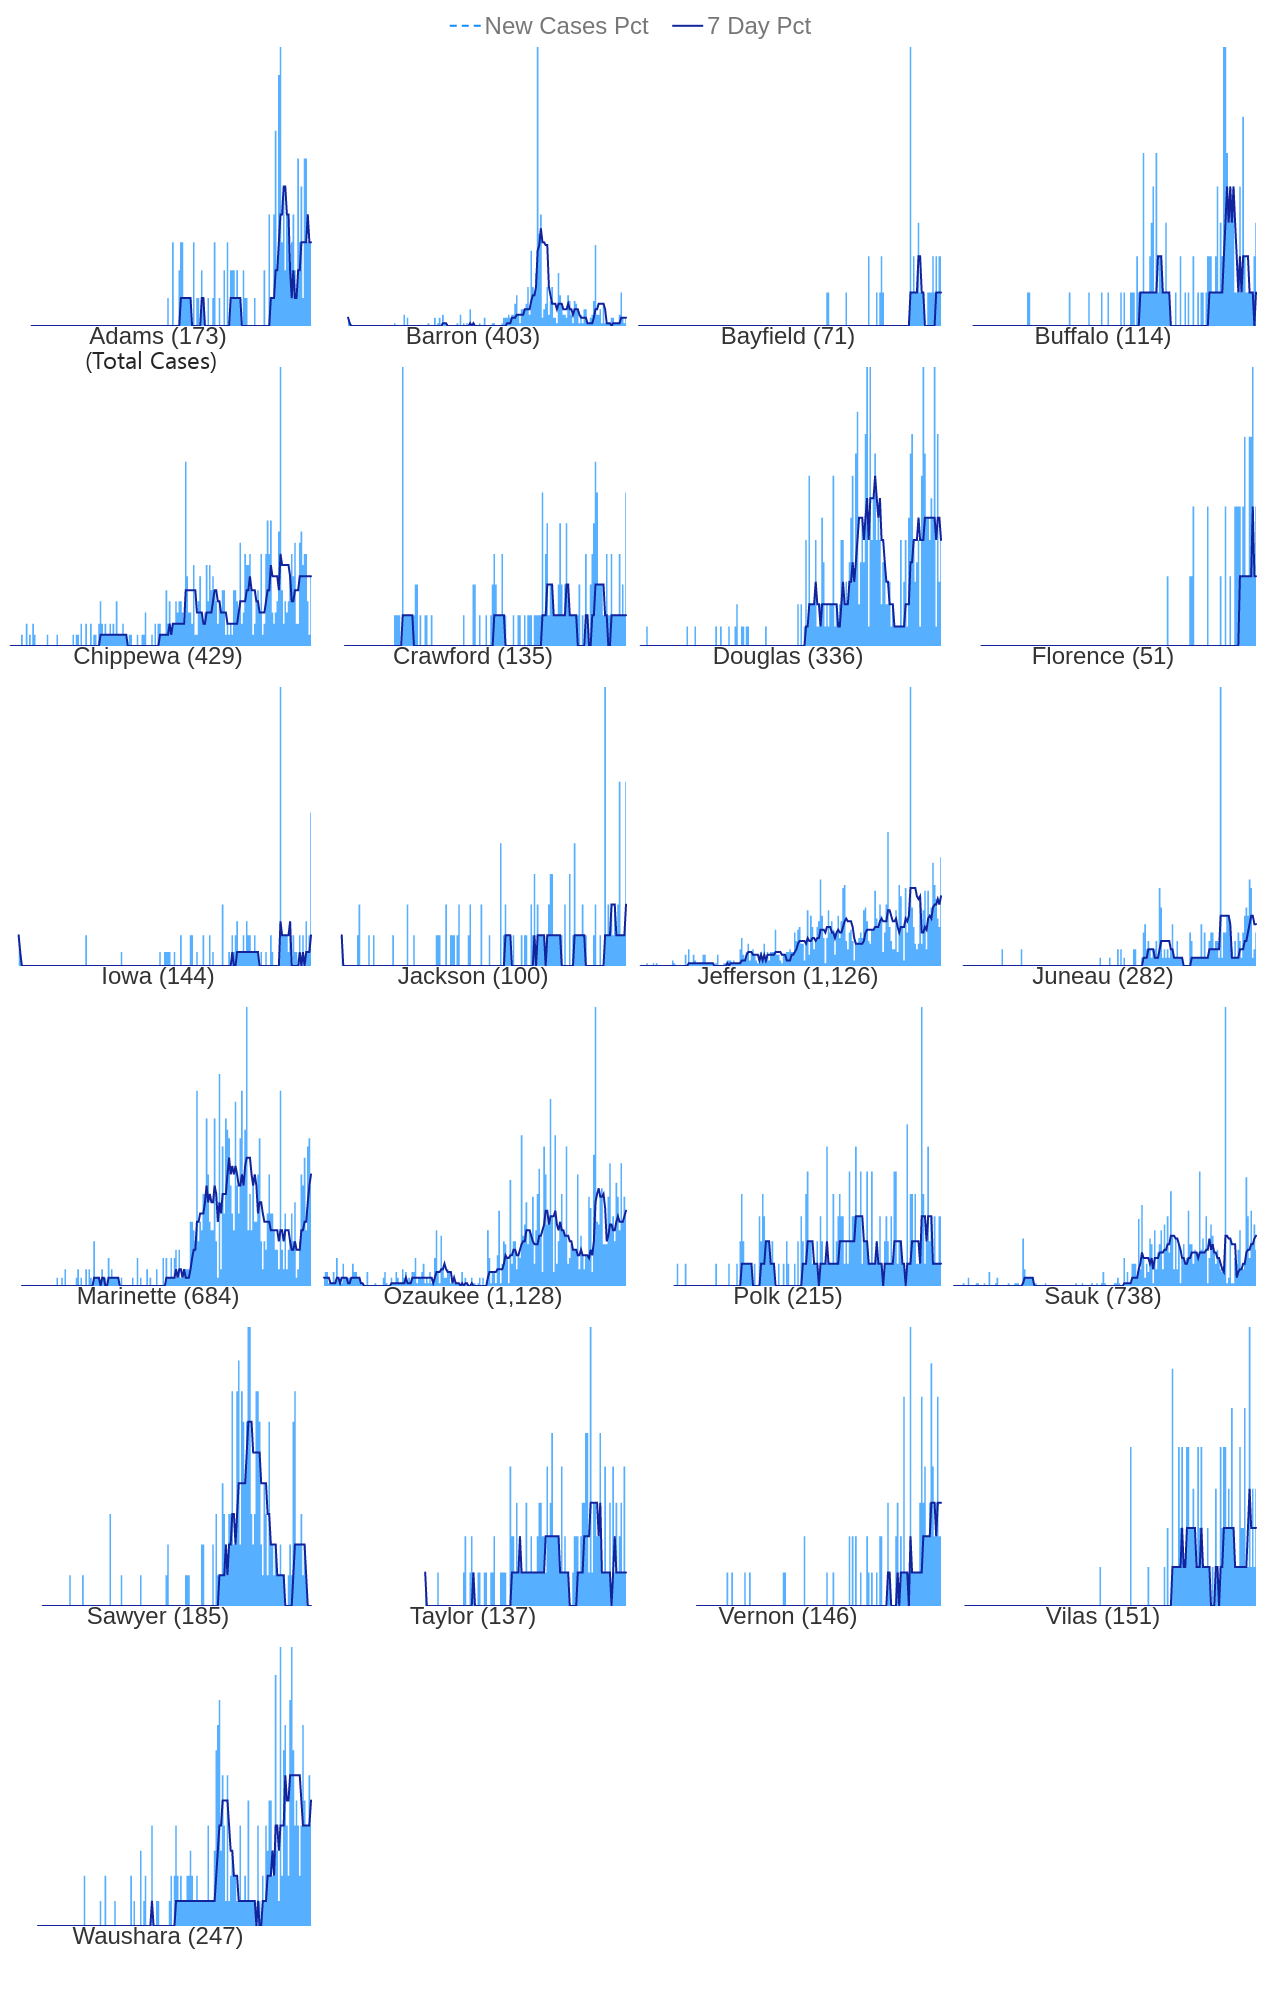 New Cases Pct 7 Day Pct
Adams (173) Barron (403) Bayfield (71) Buffalo (114)
(Total Cases)
Chippewa (429) Crawford (135) Douglas (336) Florence (51)
Iowa (144) Jackson (100) Jefferson (1,126) Juneau (282)
Marinette (684) Ozaukee (1,128) Polk (215) Sauk (738)
Sawyer (185) Taylor (137) Vernon (146) Vilas (151)
Waushara (247)